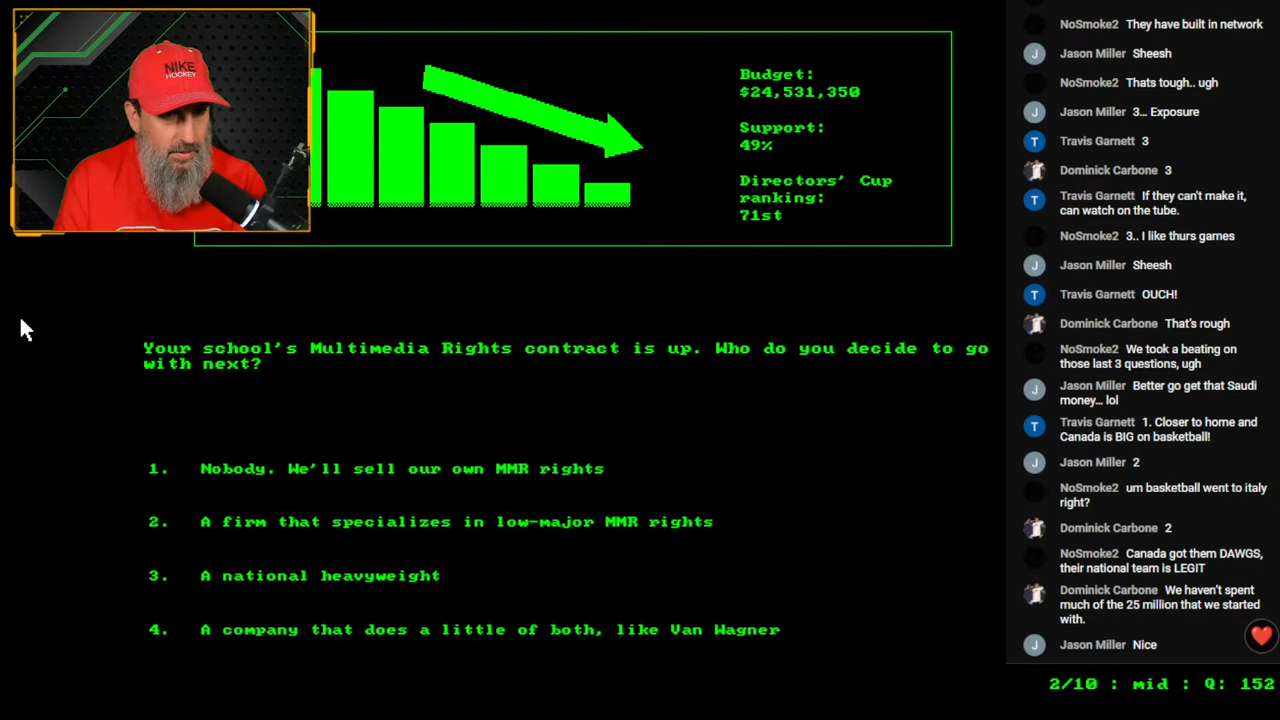 NIKE
HOCKEY
Budget:
$24,531,350
Support:
49%
Directors' Cup
ranking:
71st
Your school's Multimedia Rights contract is up. Who do you decide to go
with next?
1. Nobody. We'll sell our own MMR rights
2. A firm that specializes in low-major MMR rights
3. A national heavyweight
4. A company that does a little of both, like Van Wagner
NoSmoke2 They have built in network
J Jason Miller Sheesh
NoSmoke2 Thats tough.. ugh
J Jason Miller 3... Exposure
T Travis Garnett 3
Dominick Carbone 3
T Travis Garnett If they can't make it,
can watch on the tube.
NoSmoke2 3.. I like thurs games
J Jason Miller Sheesh
T Travis Garnett OUCH!
Dominick Carbone That's rough
NoSmoke2 We took a beating on
those last 3 questions, ugh
J Jason Miller Better go get that Saudi
money... lol
T Travis Garnett 1. Closer to home and
Canada is BIG on basketball!
J Jason Miller 2
NoSmoke2 um basketball went to italy
right?
Dominick Carbone 2
NoSmoke2 Canada got them DAWGS,
their national team is LEGIT
Dominick Carbone We haven't spent
much of the 25 million that we started
with.
J Jason Miller Nice
2/10 : mid : Q: 152